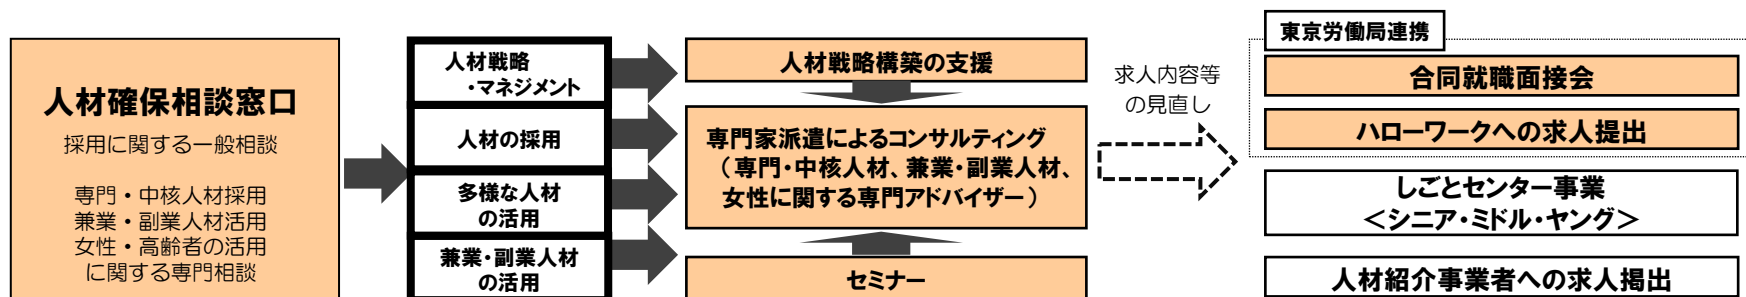 人材確保相談窓口
採用に関する一般相談
専門・中核人材採用
兼業・副業人材活用
女性・高齢者の活用
に関する専門相談
人材戦略
・マネジメント
人材の採用
多様な人材
の活用
兼業・副業人材
の活用
人材戦略構築の支援
専門家派遣によるコンサルティング
（専門・中核人材、兼業・副業人材、
女性に関する専門アドバイザー）
セミナー
求人内容等
の見直し
東京労働局連携
合同就職面接会
ハローワークへの求人提出
しごとセンター事業
＜シニア・ミドル・ヤング＞
人材紹介事業者への求人掲出